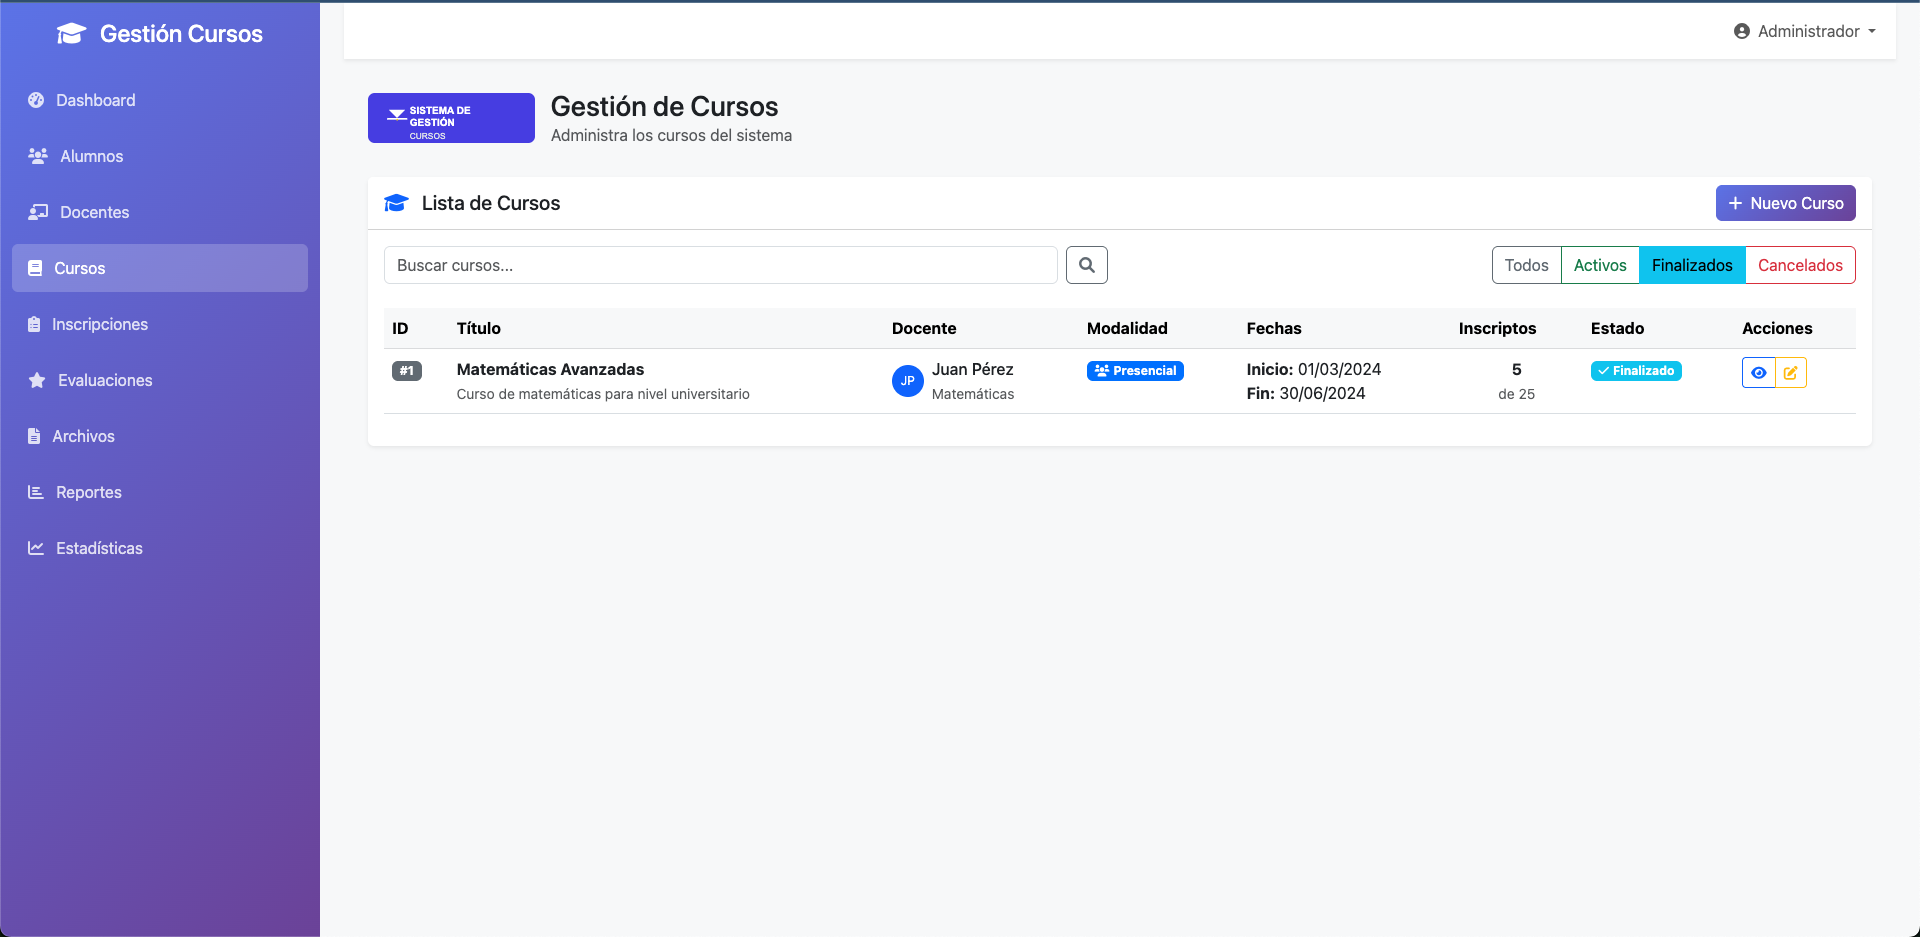 Gestión Cursos
Administrador
Dashboard
Alumnos
Docentes
Cursos
Inscripciones
Evaluaciones
Archivos
Reportes
Estadísticas
SISTEMA DE
GESTIÓN
CURSOS
Gestión de Cursos
Administra los cursos del sistema
Lista de Cursos
Nuevo Curso
Buscar cursos...
Todos Activos Finalizados Cancelados
ID Título Docente Modalidad Fechas Inscriptos Estado Acciones
#1 Matemáticas Avanzadas JP Juan Pérez Presencial Inicio: 01/03/2024 5 Finalizado
Curso de matemáticas para nivel universitario Matemáticas Fin: 30/06/2024 de 25